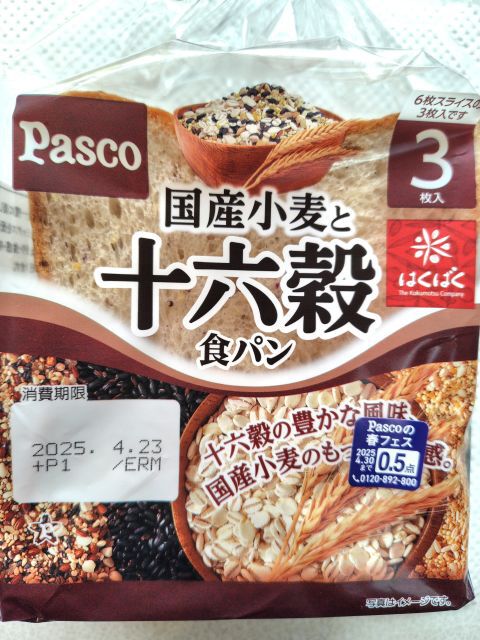 Pasco
6枚スライスの
3枚入です
3
枚入
国産小麦と
十六穀
食パン
はくばく
The Kokumotsu Company
消費期限
2025. 4.23
+P1 /ERM
十六穀の豊かな風味
国産小麦のもっ
感。
Pascoの
春フェス
2025
4.30
まで
0.5点
0120-892-800
写真はイメージです。